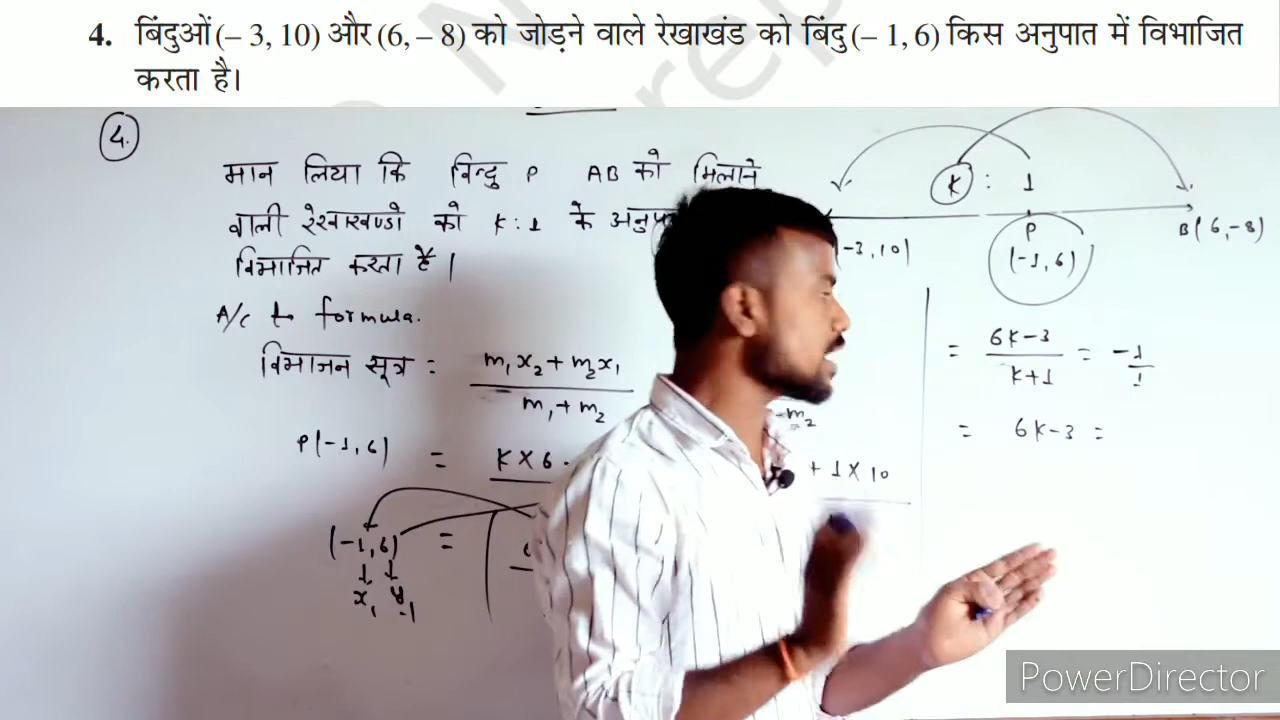 4. बिंदुओं (– 3, 10) और (6, – 8) को जोड़ने वाले रेखाखंड को बिंदु (– 1, 6) किस अनुपात में विभाजित
करता है।
4.
मान लिया कि बिन्दु P AB को मिलाने
वाली रेखाखण्डो को K:1 के
विभाजित करता है।
A/c to formula.
विभाजन सूत्र = m₁x₂ + m₂x₁ / m₁ + m₂
P(-1, 6) = K × 6
+ 1 × 10
(-1, 6) =
x, y
K : 1
-3, 10)
P
(-1, 6)
B(6, -8)
= 6K-3 / K+1 = -1/1
= 6K-3 =
PowerDirector